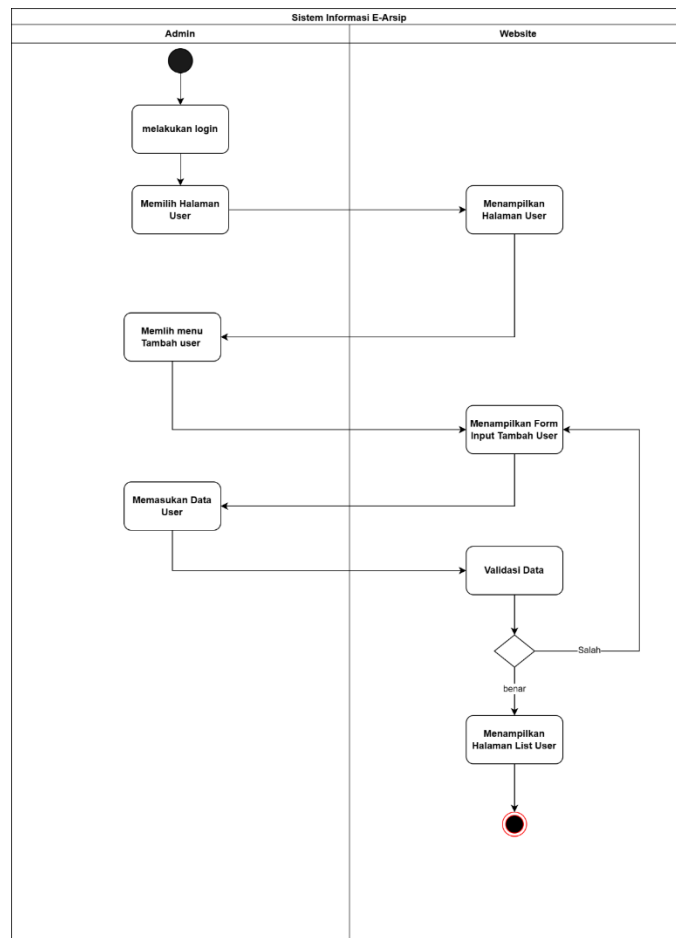 Sistem Informasi E-Arsip
Admin
Website
melakukan login
Memilih Halaman
User
Menampilkan
Halaman User
Memlih menu
Tambah user
Menampilkan Form
Input Tambah User
Memasukan Data
User
Validasi Data
Salah
benar
Menampilkan
Halaman List User